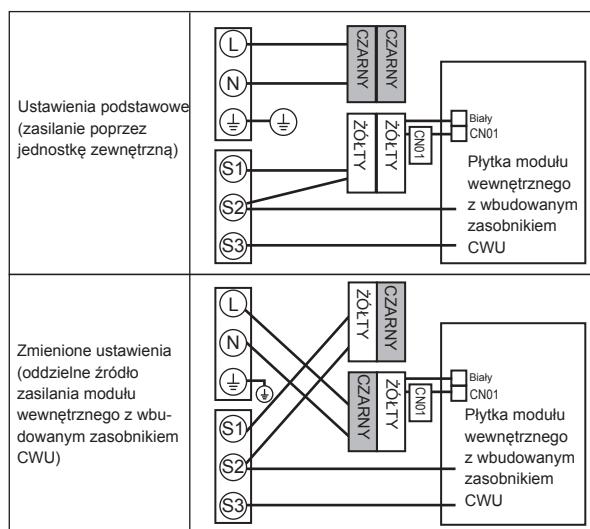 Ustawienia podstawowe
(zasilanie poprzez
jednostkę zewnętrzną)
L
N
S1
S2
S3
CZARNY
CZARNY
ŻÓŁTY
ŻÓŁTY
CN01
Biały
CN01
Płytka modułu
wewnętrznego
z wbudowanym
zasobnikiem
CWU
Zmienione ustawienia
(oddzielne źródło
zasilania modułu
wewnętrznego z wbu-
dowanym zasobnikiem
CWU)
L
N
S1
S2
S3
ŻÓŁTY
CZARNY
CZARNY
ŻÓŁTY
CN01
Biały
CN01
Płytka modułu
wewnętrznego
z wbudowanym
zasobnikiem
CWU